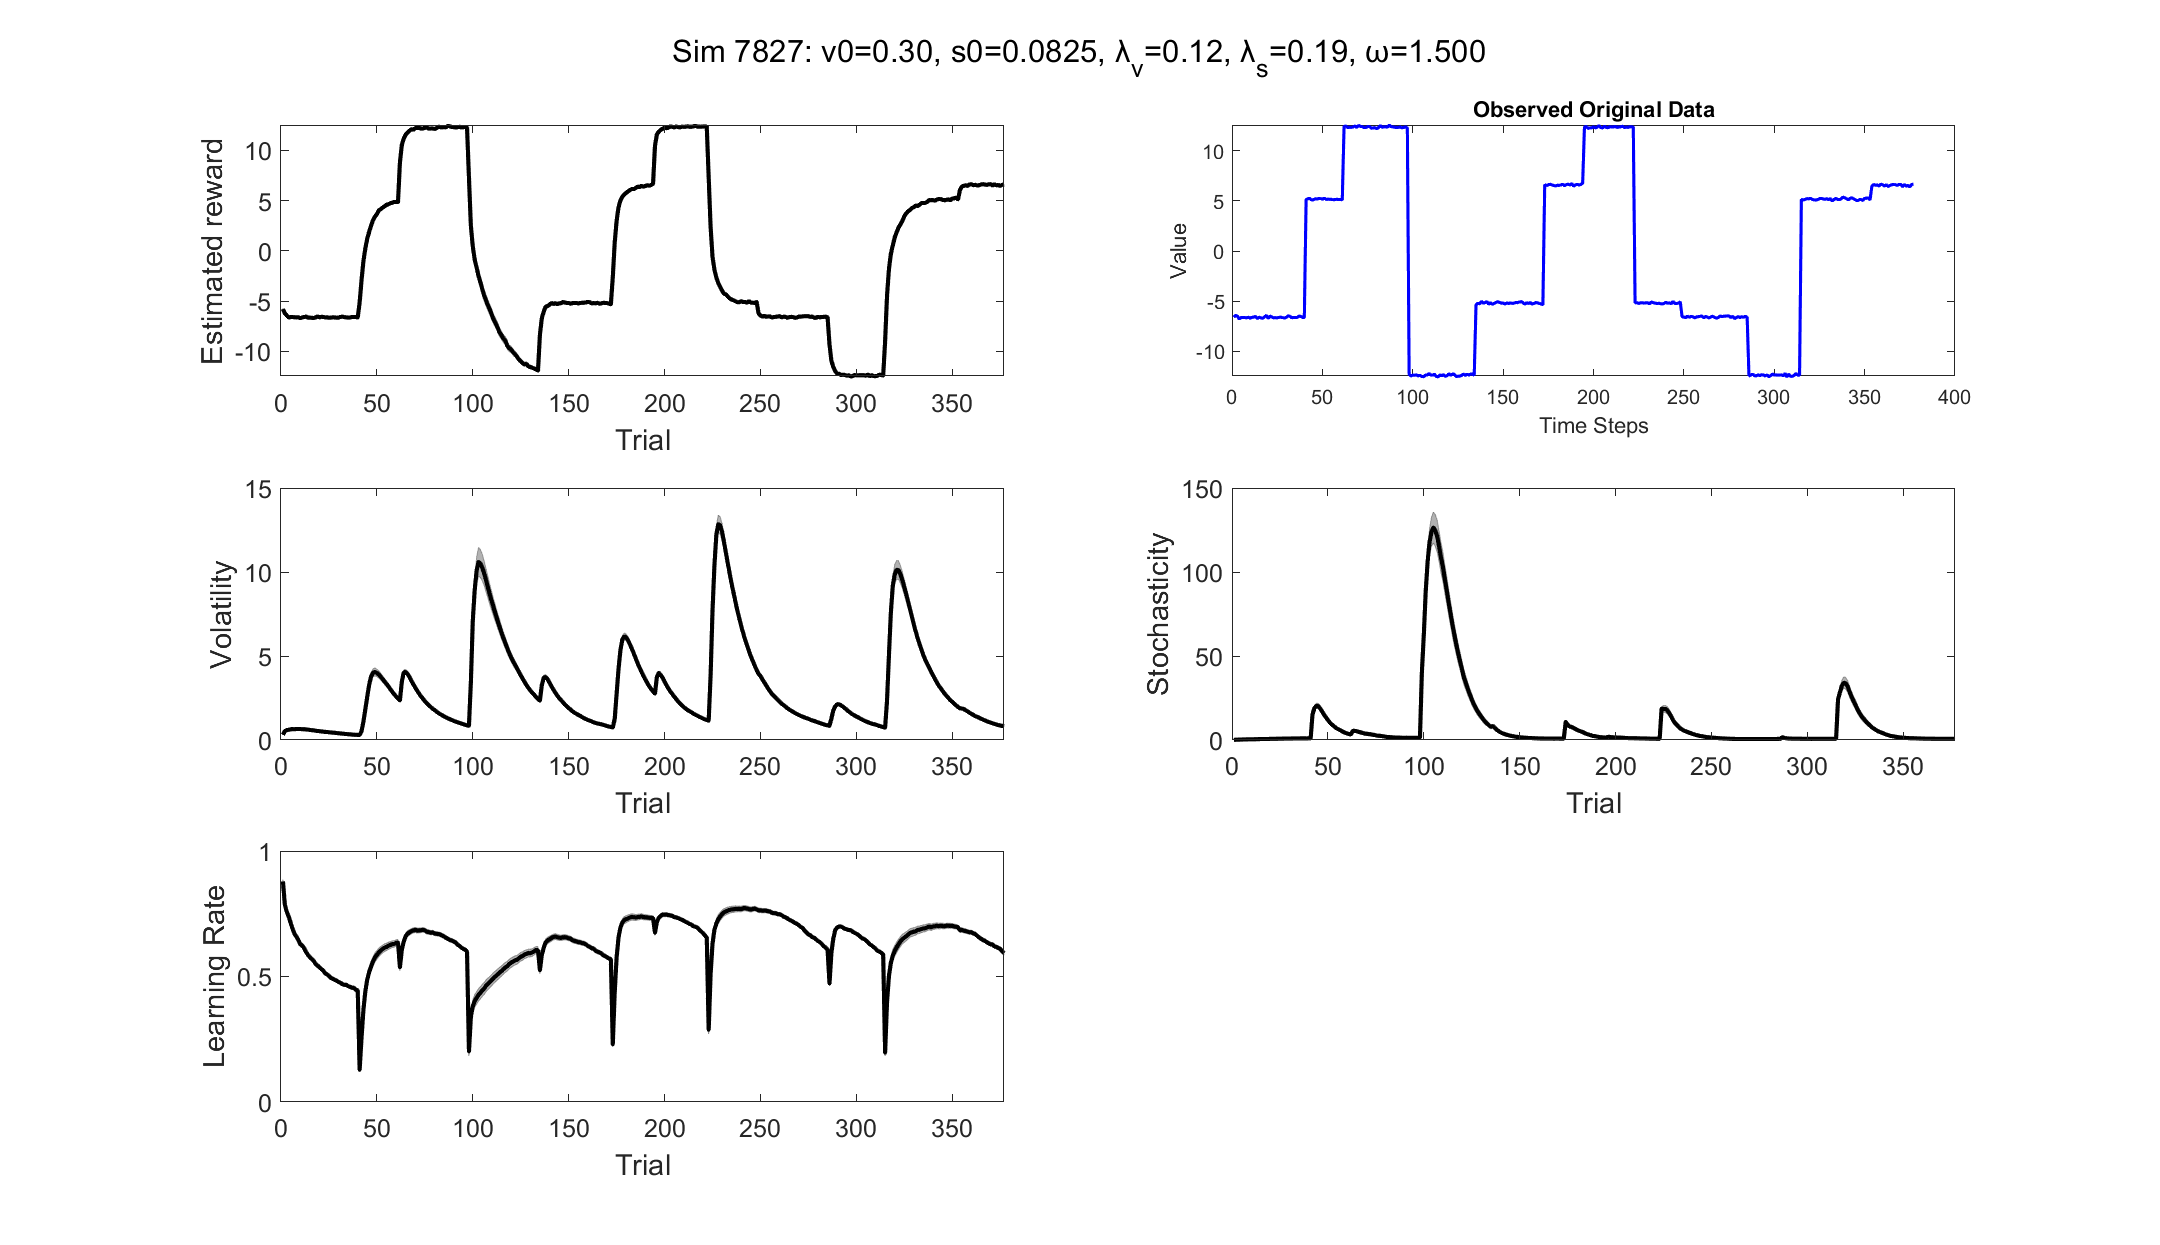 Sim 7827: v0=0.30, s0=0.0825, λ_v=0.12, λ_s=0.19, ω=1.500
Estimated reward
10
5
0
-5
-10
0 50 100 150 200 250 300 350
Trial
Observed Original Data
Value
10
5
0
-5
-10
0 50 100 150 200 250 300 350 400
Time Steps
Volatility
15
10
5
0
0 50 100 150 200 250 300 350
Trial
Stochasticity
150
100
50
0
0 50 100 150 200 250 300 350
Trial
Learning Rate
1
0.5
0
0 50 100 150 200 250 300 350
Trial